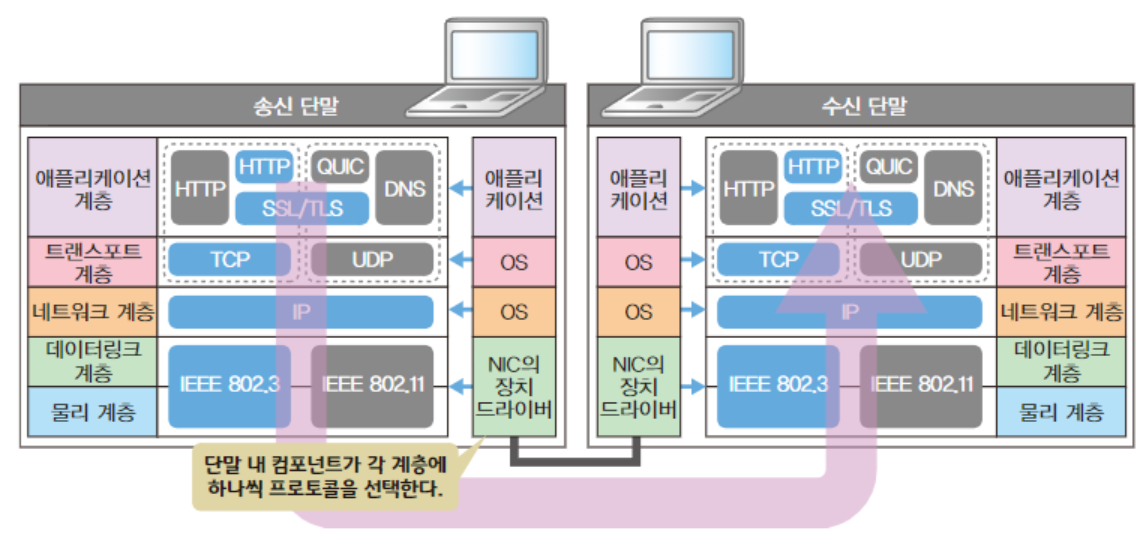 송신 단말
애플리케이션
계층
HTTP
HTTP
QUIC
DNS
SSL/TLS
애플리
케이션
트랜스포트
계층
TCP
UDP
OS
네트워크 계층
IP
OS
데이터링크
계층
IEEE 802.3
IEEE 802.11
NIC의
장치
드라이버
물리 계층
단말 내 컴포넌트가 각 계층에
하나씩 프로토콜을 선택한다.
수신 단말
애플리
케이션
HTTP
HTTP
QUIC
DNS
SSL/TLS
애플리케이션
계층
OS
TCP
UDP
트랜스포트
계층
OS
IP
네트워크 계층
NIC의
장치
드라이버
IEEE 802.3
IEEE 802.11
데이터링크
계층
물리 계층